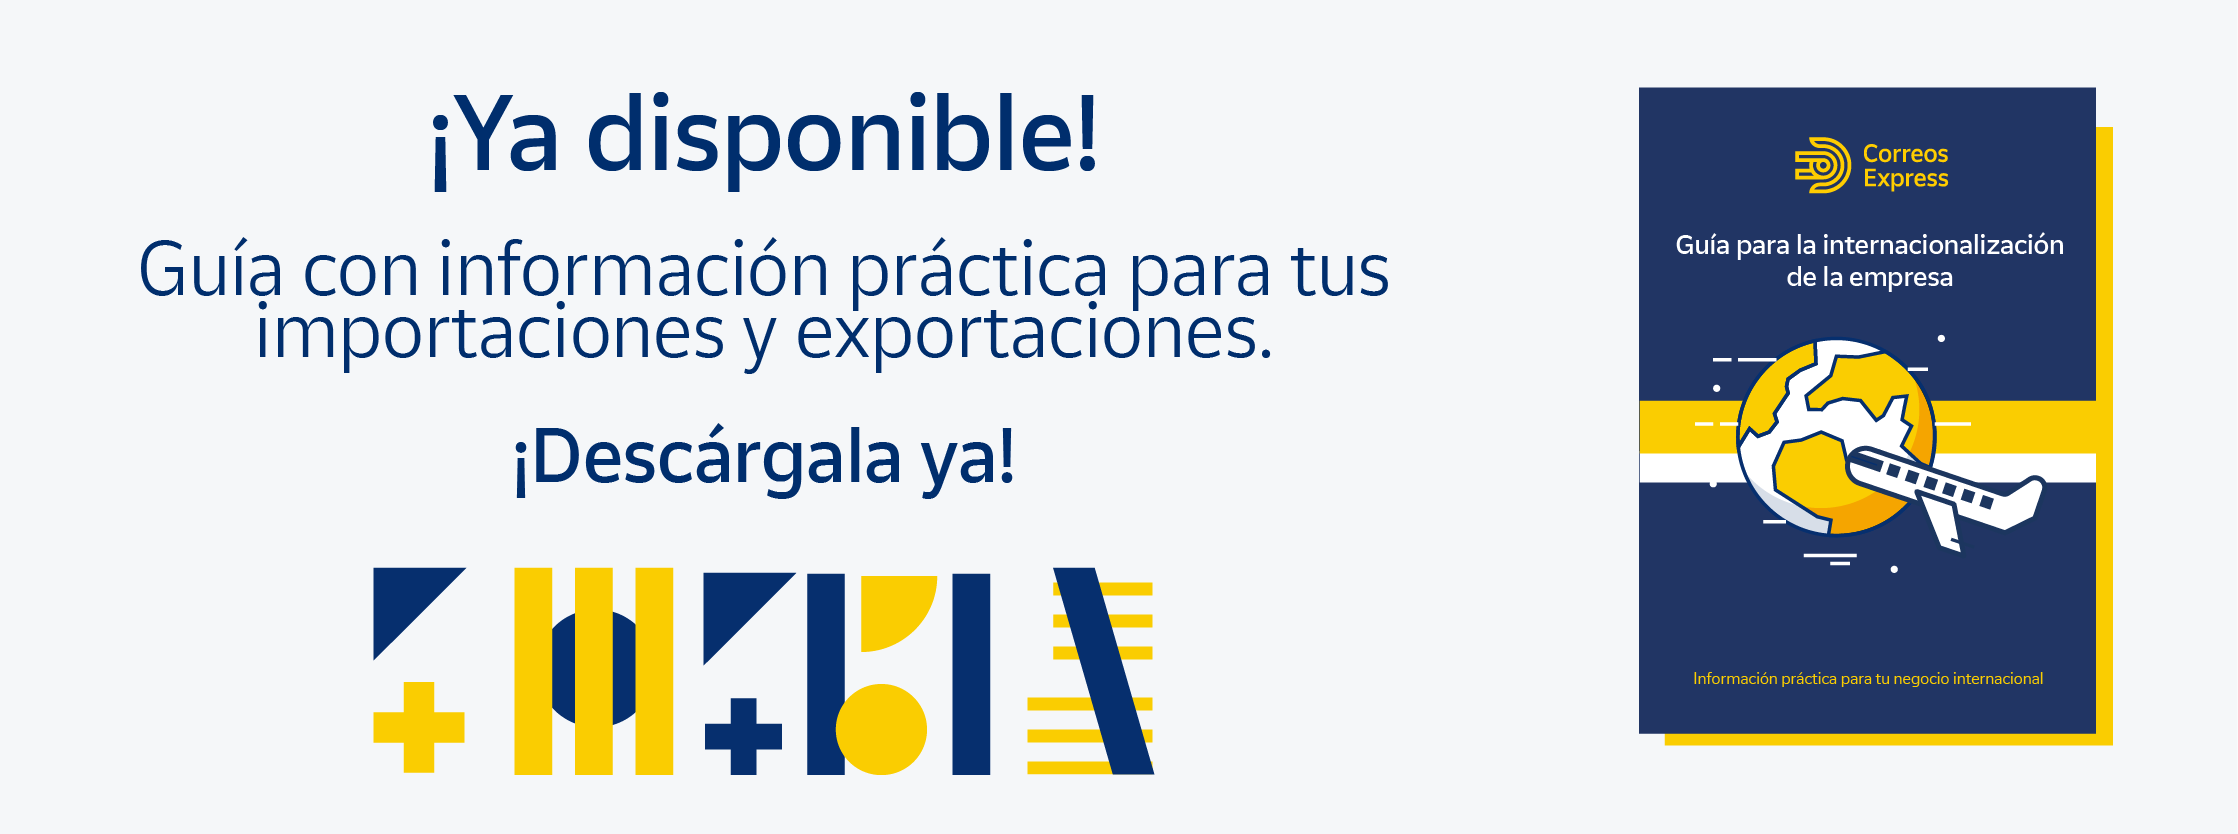 ¡Ya disponible!
Guía con información práctica para tus
importaciones y exportaciones.
¡Descárgala ya!
Correos
Express
Guía para la internacionalización
de la empresa
Información práctica para tu negocio internacional